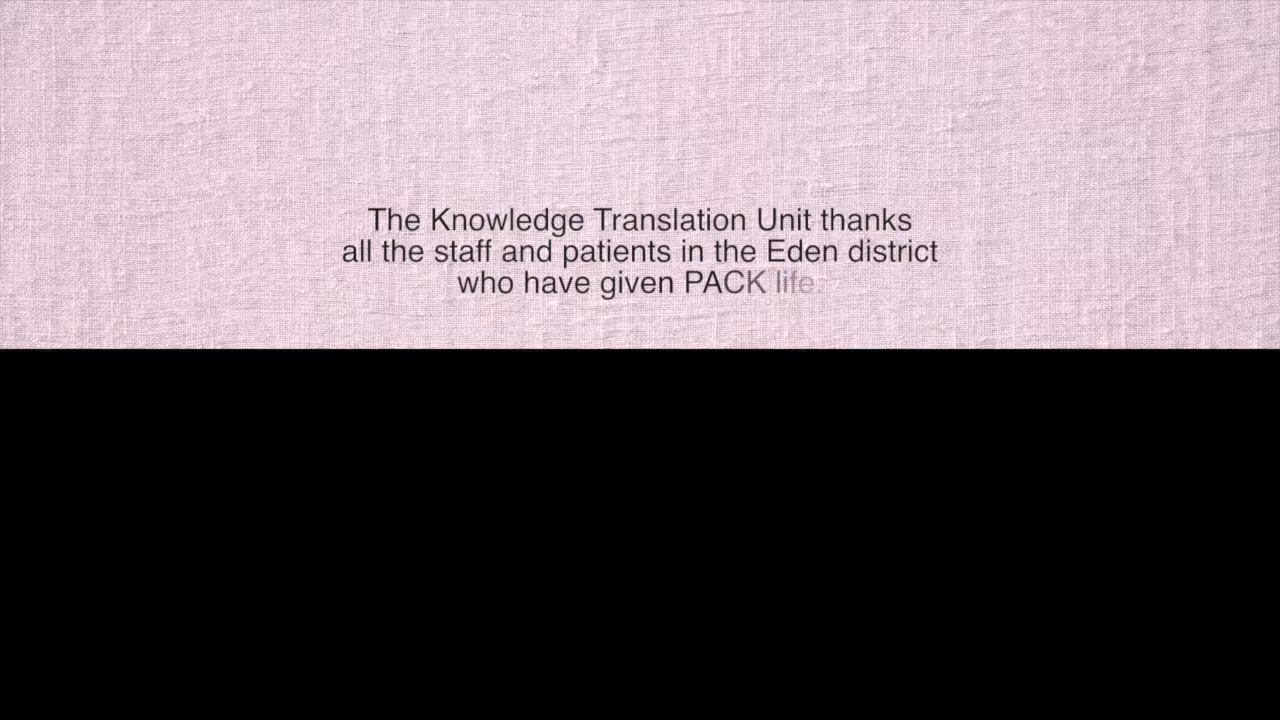 The Knowledge Translation Unit thanks
all the staff and patients in the Eden district
who have given PACK life.